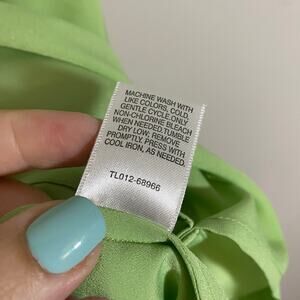 MACHINE WASH WITH
LIKE COLORS, COLD.
GENTLE CYCLE.ONLY
NON-CHLORINE BLEACH
WHEN NEEDED TUMBLE
DRY LOW; REMOVE
PROMPTLY. PRESS WITH
COOL IRON, AS NEEDED.
TL012-68966